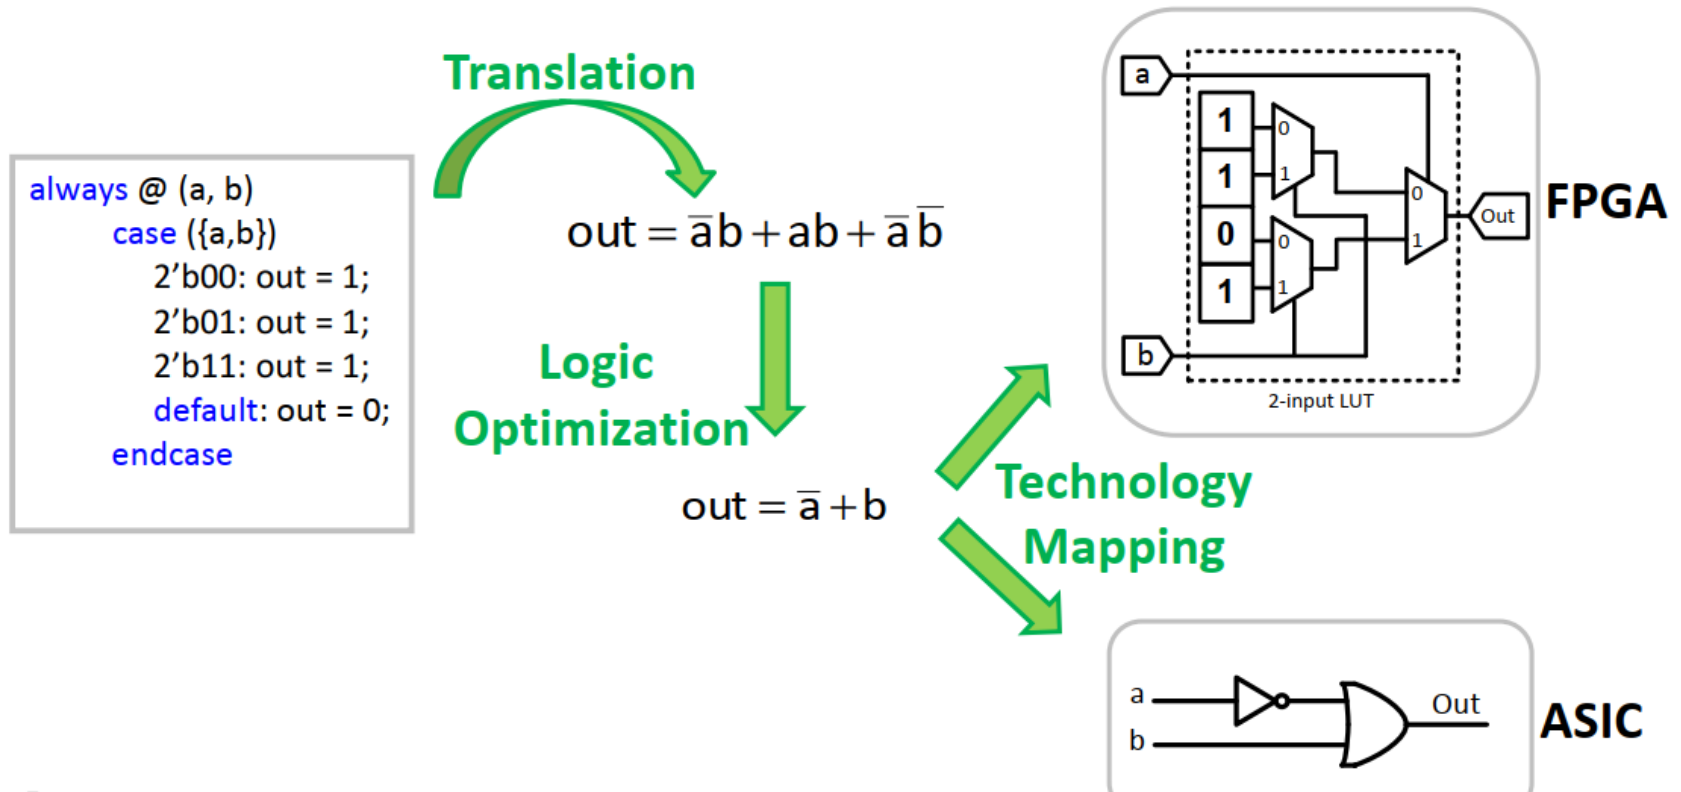 Translation
always @ (a, b)
case ({a,b})
2’b00: out = 1;
2’b01: out = 1;
2’b11: out = 1;
default: out = 0;
endcase
out = a̅b + ab + a̅ b̅
Logic
Optimization
out = a̅ + b
Technology
Mapping
a
1
1
0
1
0
1
0
1
0
1
b
Out
2-input LUT
FPGA
a
b
Out
ASIC